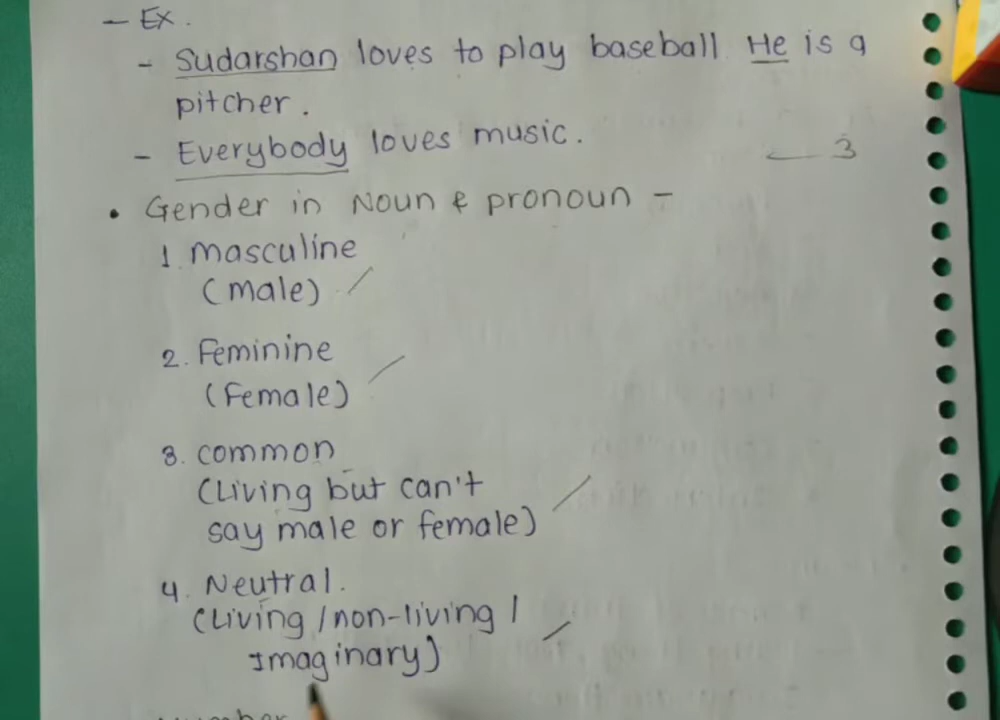 — Ex.
- Sudarshan loves to play baseball He is a
pitcher.
- Everybody loves music.
— 3
• Gender in Noun & pronoun –
1 masculine
(male)
2. Feminine
(Female)
3. common
(Living but can't
say male or female)
4. Neutral.
(Living / non-living /
Imaginary)